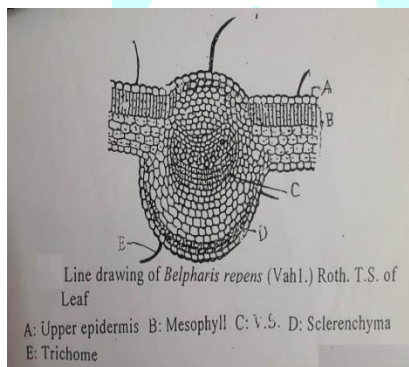 A
B
C
D
E
Line drawing of Belpharis repens (Vahl.) Roth. T.S. of
Leaf
A: Upper epidermis B: Mesophyll C: V.S. D: Sclerenchyma
E: Trichome